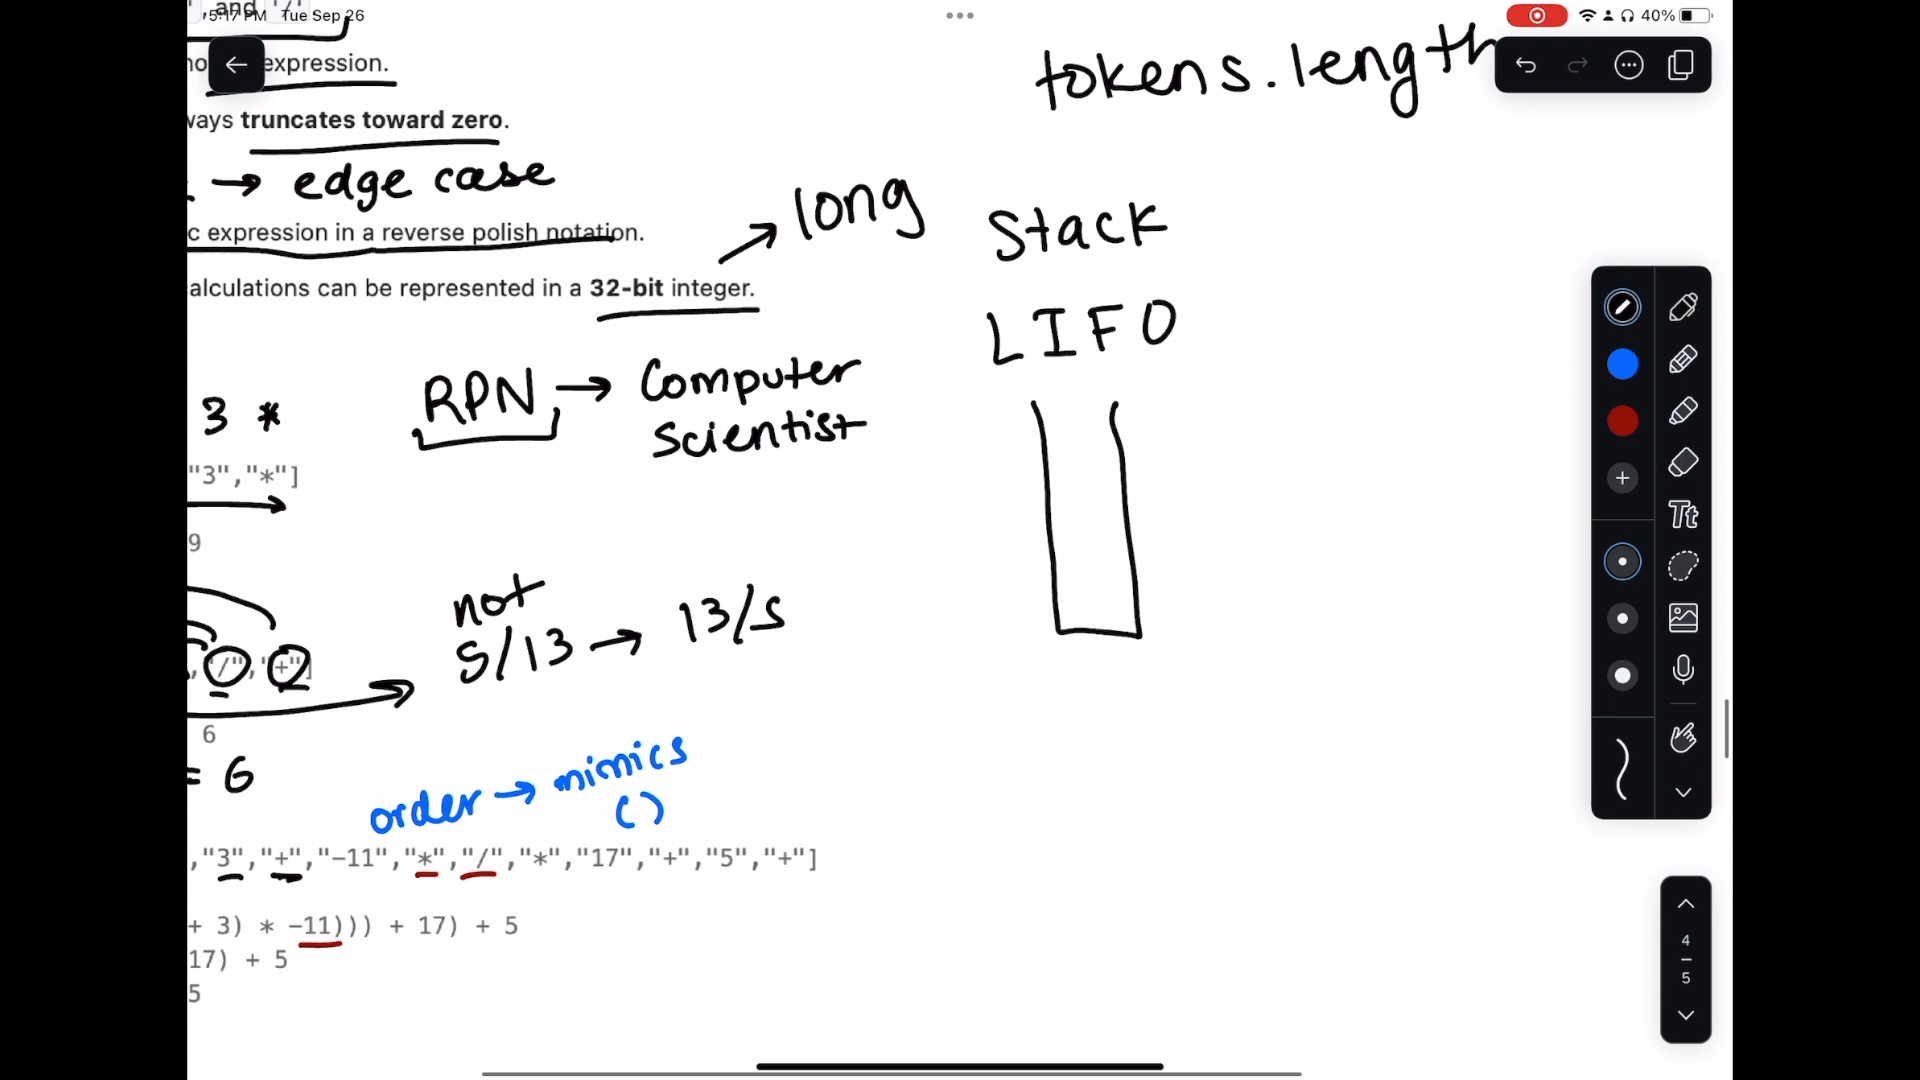 5:17 PM Tue Sep 26
40%
, and '/'
expression.
tokens.length
ways truncates toward zero.
→ edge case
c expression in a reverse polish notation.
→ long
Stack
alculations can be represented in a 32-bit integer.
LIFO
RPN → Computer
Scientist
3 *
"3","*"]
9
not
5/13 → 13/5
,"/","+"]
6
= 6
order → mimics
()
,"3","+","-11","*","/","*","17","+","5","+"]
+ 3) * -11))) + 17) + 5
17) + 5
5
Tt
4
5